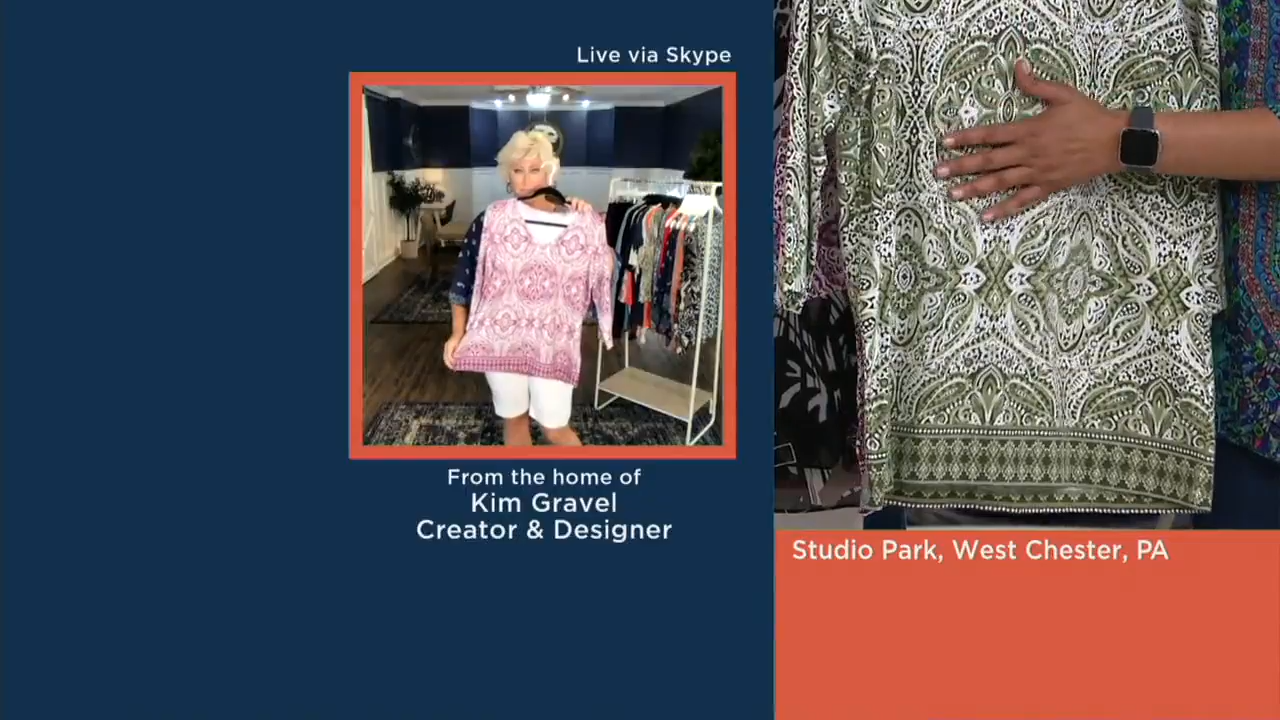 Live via Skype
From the home of
Kim Gravel
Creator & Designer
Studio Park, West Chester, PA